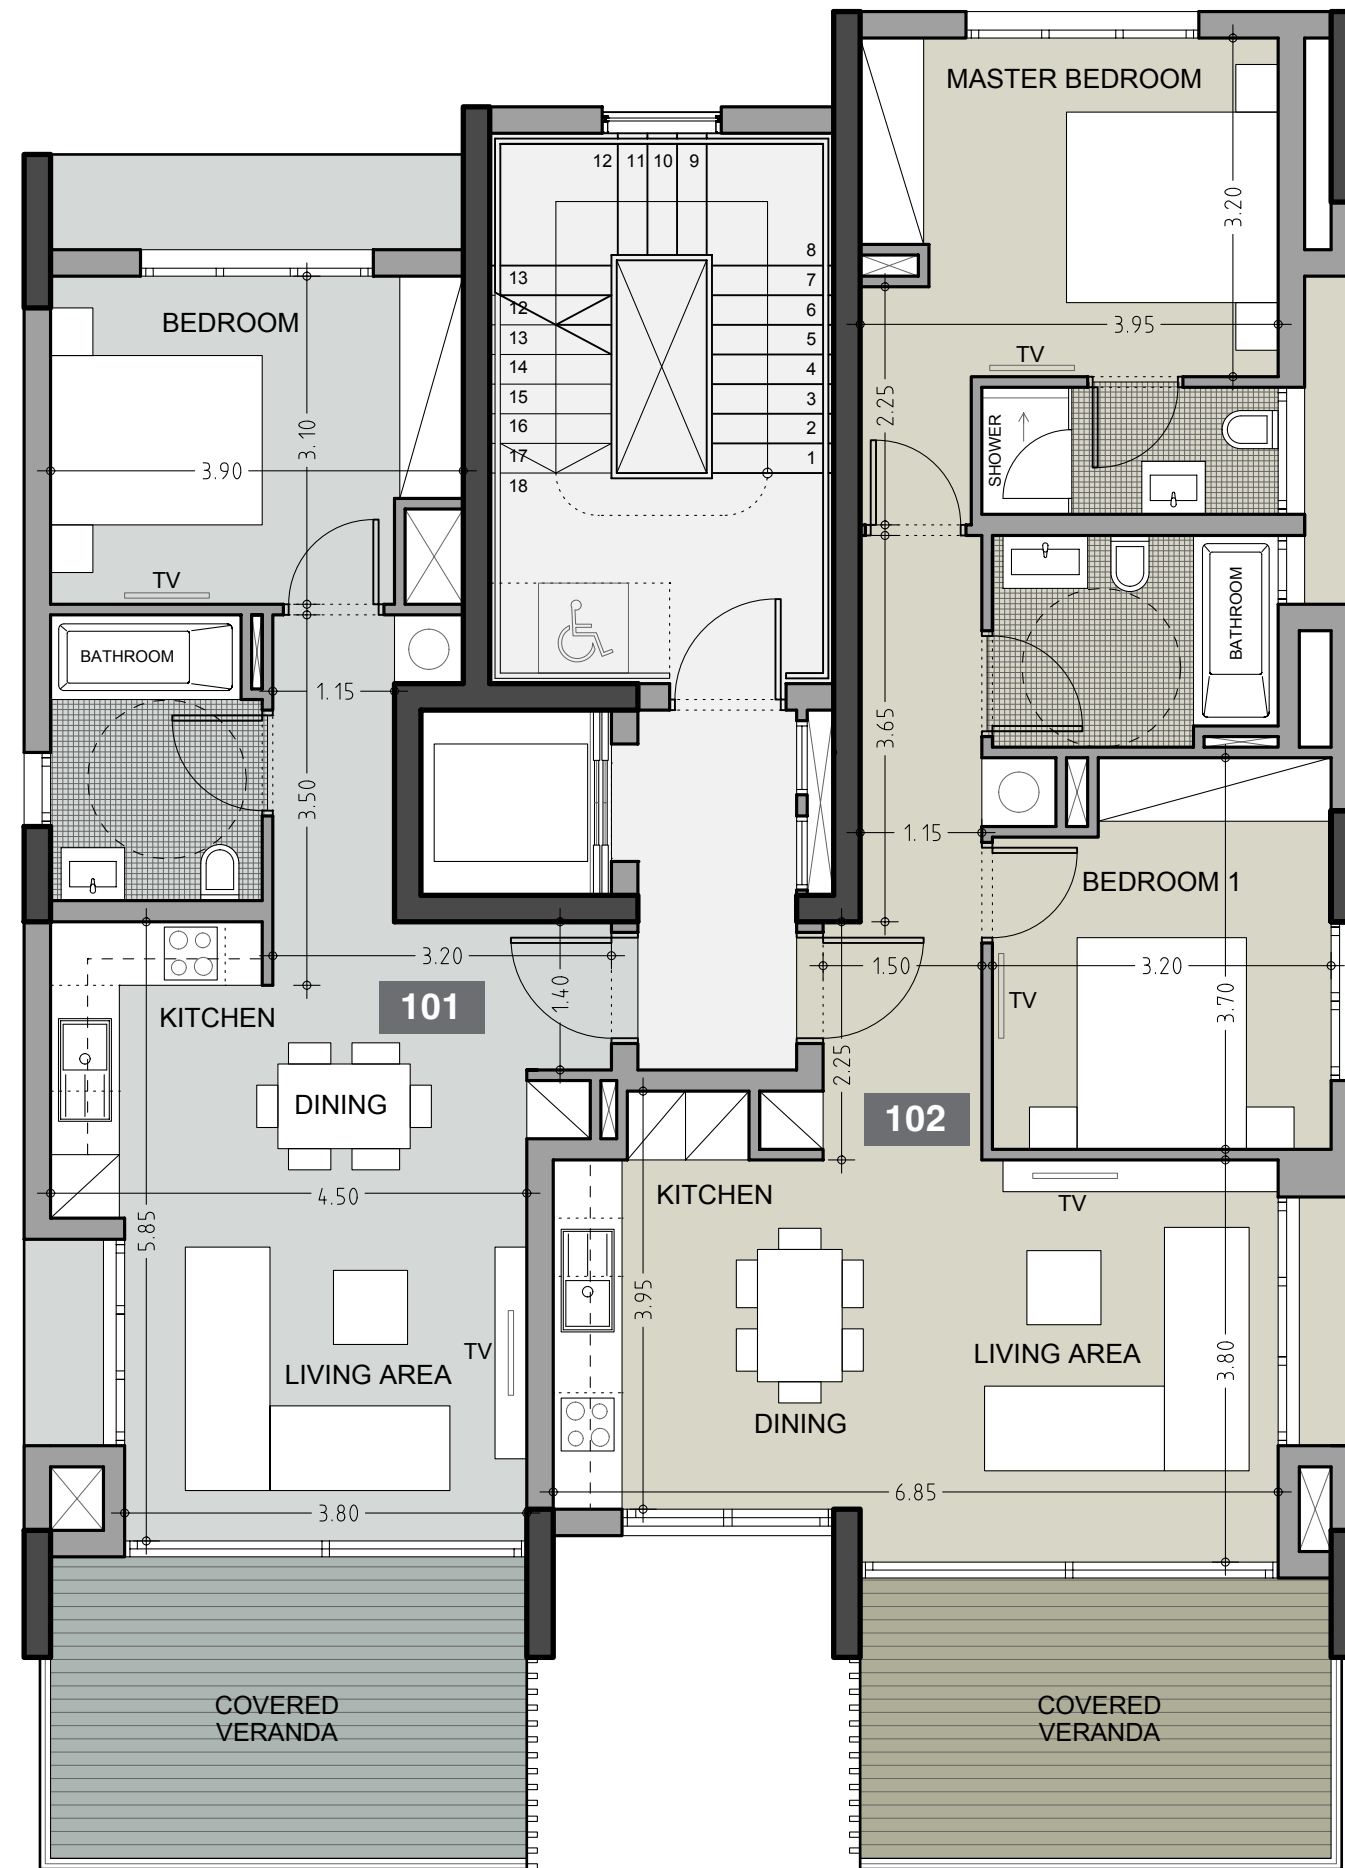 MASTER BEDROOM
12 11 10 9
3.20
8
13
7
BEDROOM
12
6
3.95
13
5
TV
14
4
2.25
15
3
3.10
16
2
SHOWER
3.90
17
1
18
TV
BATHROOM
BATHROOM
1.15
3.65
3.50
1.15
BEDROOM 1
3.20
1.50
3.20
1.40
TV
3.70
101
KITCHEN
2.25
DINING
102
4.50
KITCHEN
TV
5.85
3.95
TV
LIVING AREA
3.80
LIVING AREA
DINING
6.85
3.80
COVERED
VERANDA
COVERED
VERANDA